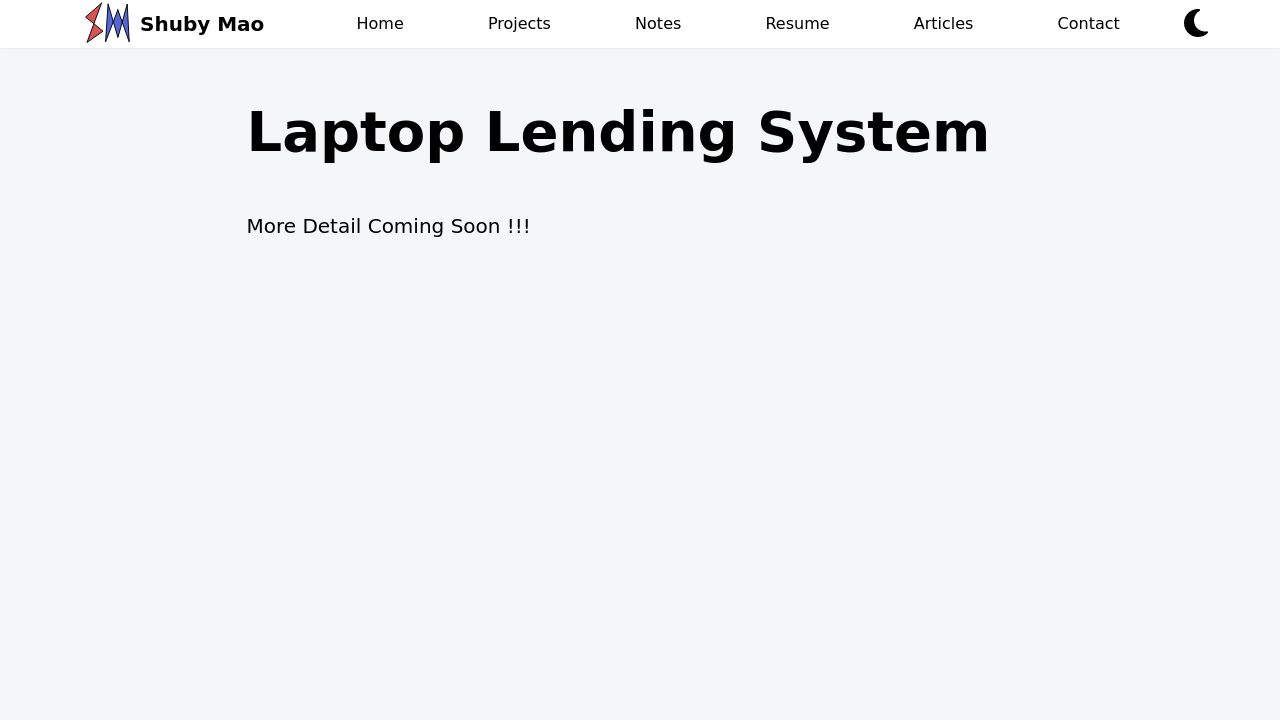 Shuby Mao Home Projects Notes Resume Articles Contact
Laptop Lending System
More Detail Coming Soon !!!